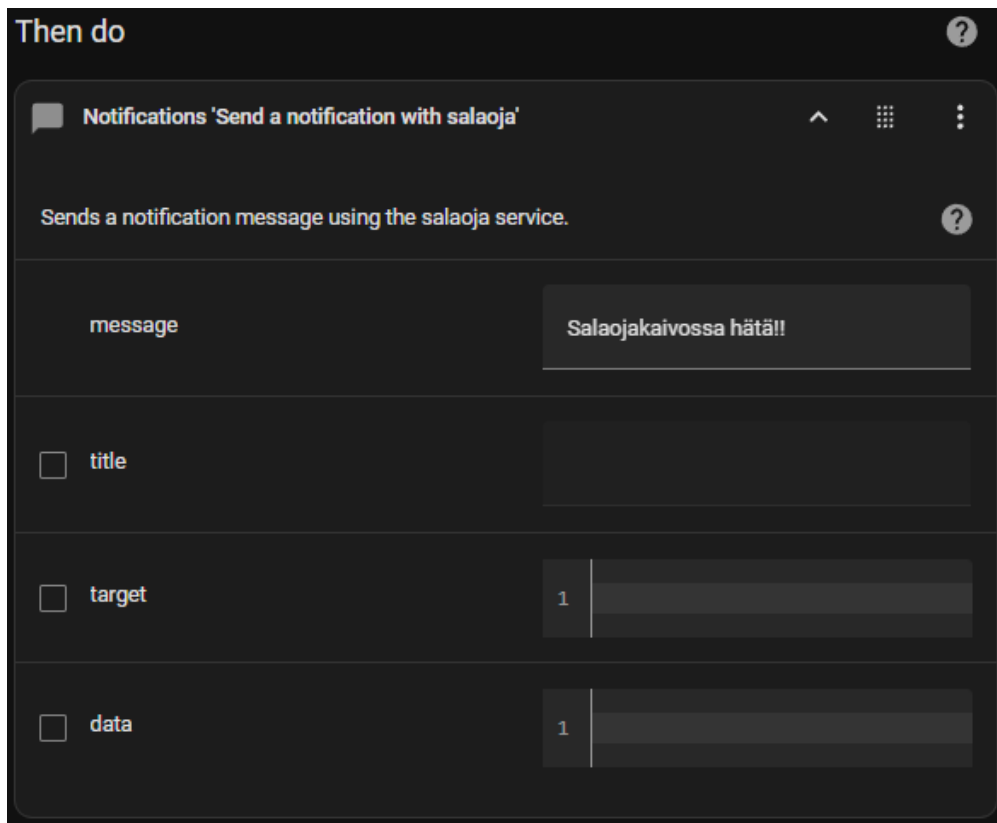 Then do
Notifications 'Send a notification with salaoja'
Sends a notification message using the salaoja service.
message
Salaojakaivossa hätä!!
title
target
1
data
1